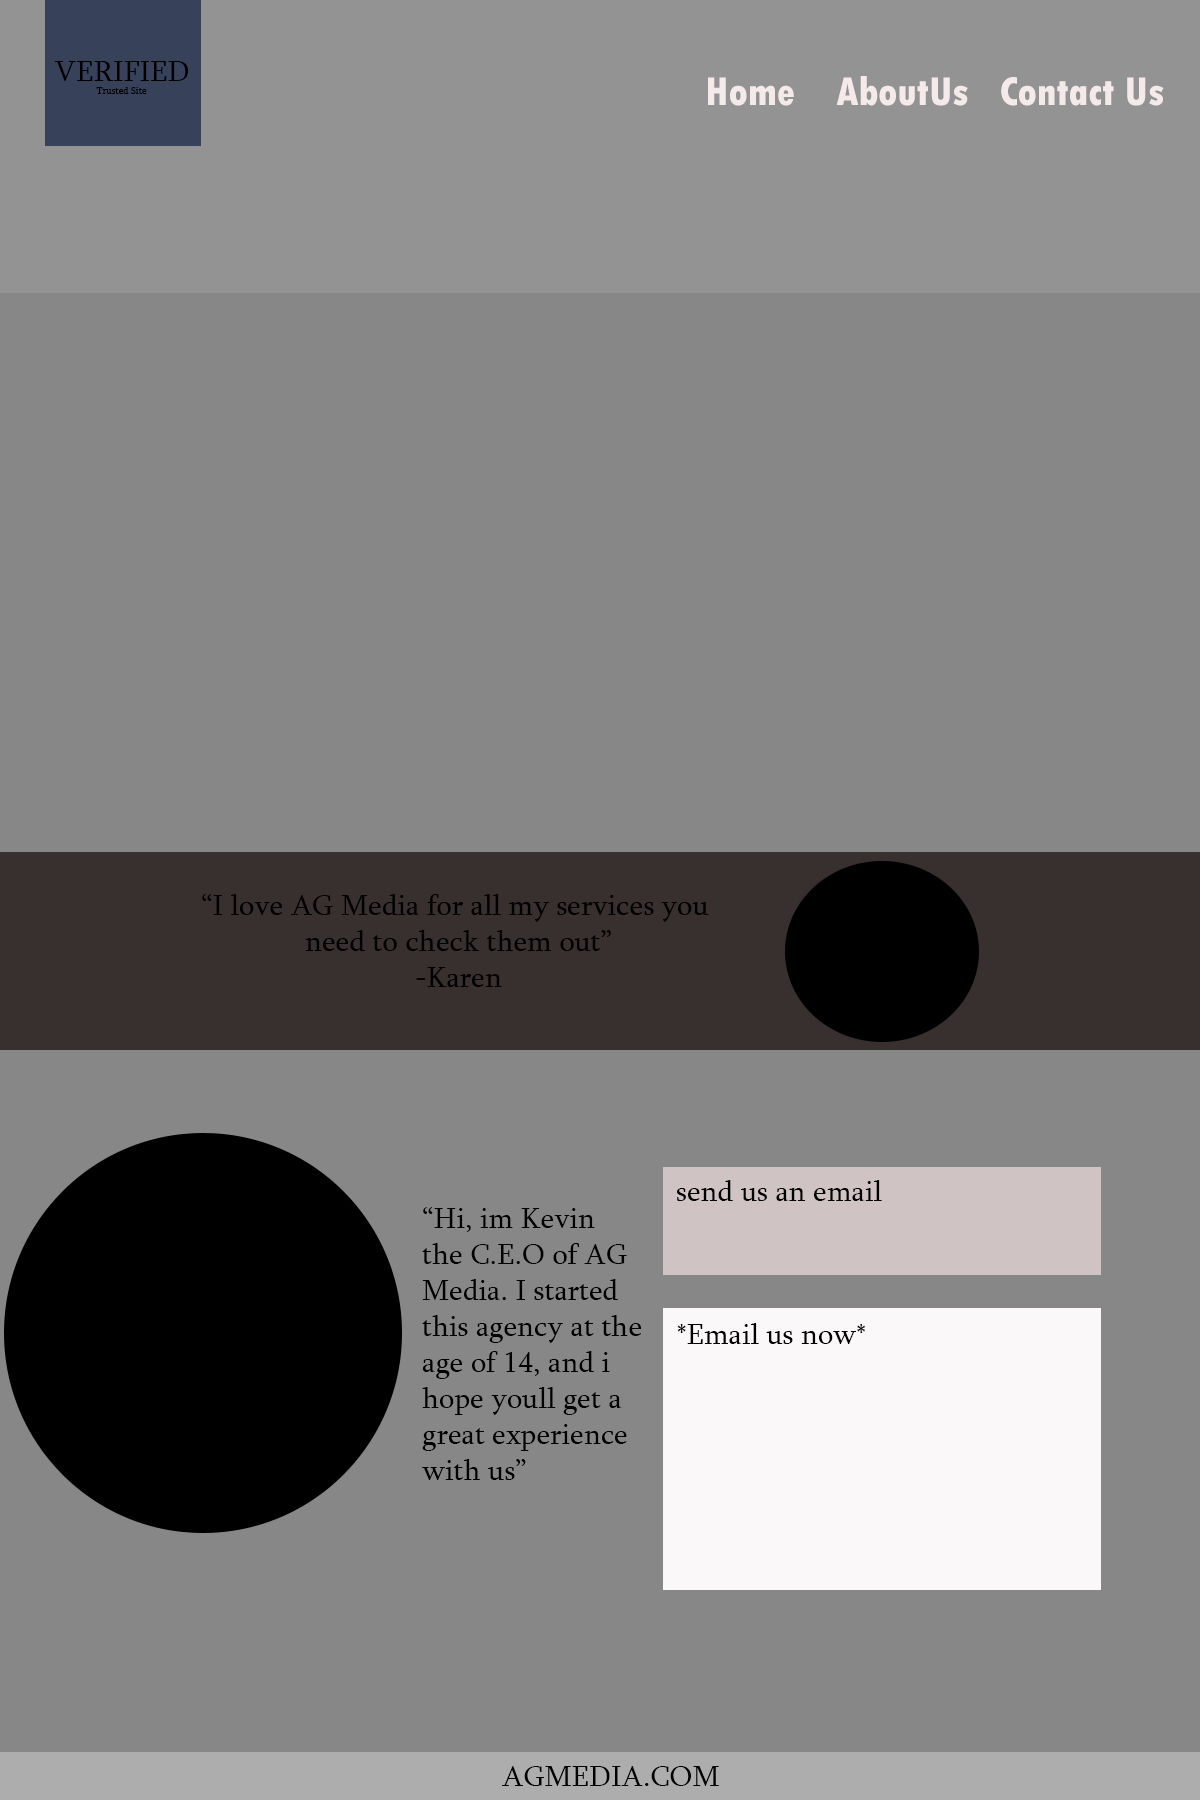 VERIFIED
Trusted Site
Home AboutUs Contact Us
“I love AG Media for all my services you
need to check them out”
-Karen
“Hi, im Kevin
the C.E.O of AG
Media. I started
this agency at the
age of 14, and i
hope youll get a
great experience
with us”
send us an email
*Email us now*
AGMEDIA.COM